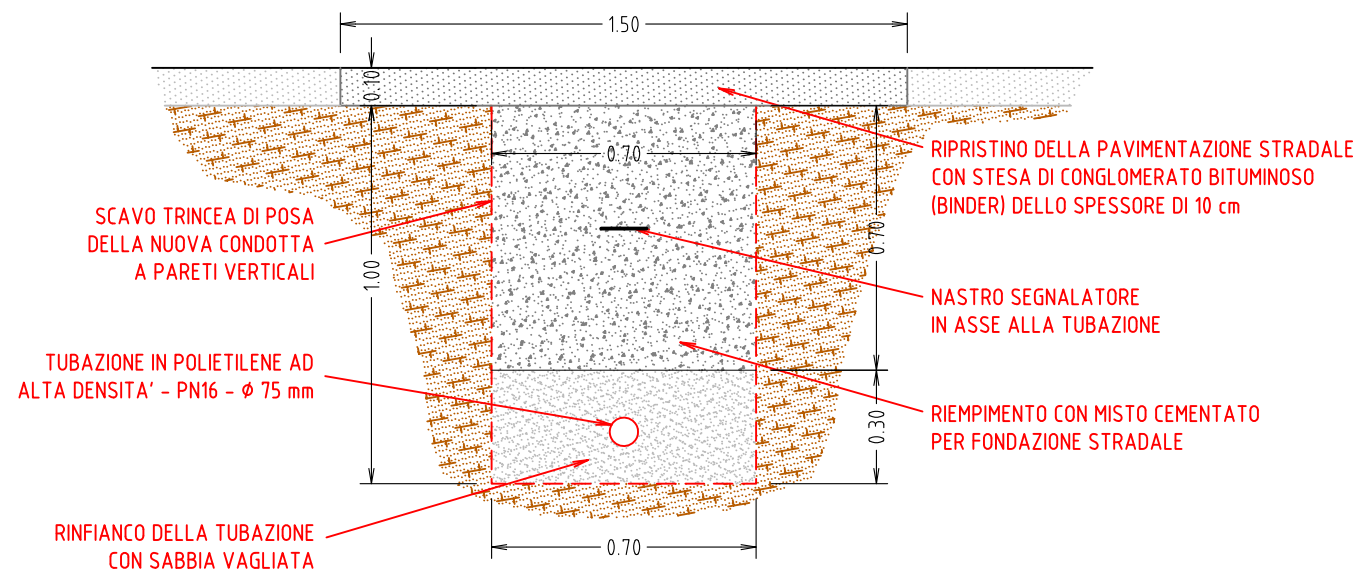 1.50
0.10
0.70
RIPRISTINO DELLA PAVIMENTAZIONE STRADALE
CON STESA DI CONGLOMERATO BITUMINOSO
(BINDER) DELLO SPESSORE DI 10 cm
SCAVO TRINCEA DI POSA
DELLA NUOVA CONDOTTA
A PARETI VERTICALI
1.00
0.70
NASTRO SEGNALATORE
IN ASSE ALLA TUBAZIONE
TUBAZIONE IN POLIETILENE AD
ALTA DENSITA' - PN16 - Ø 75 mm
RIEMPIMENTO CON MISTO CEMENTATO
PER FONDAZIONE STRADALE
0.30
RINFIANCO DELLA TUBAZIONE
CON SABBIA VAGLIATA
0.70